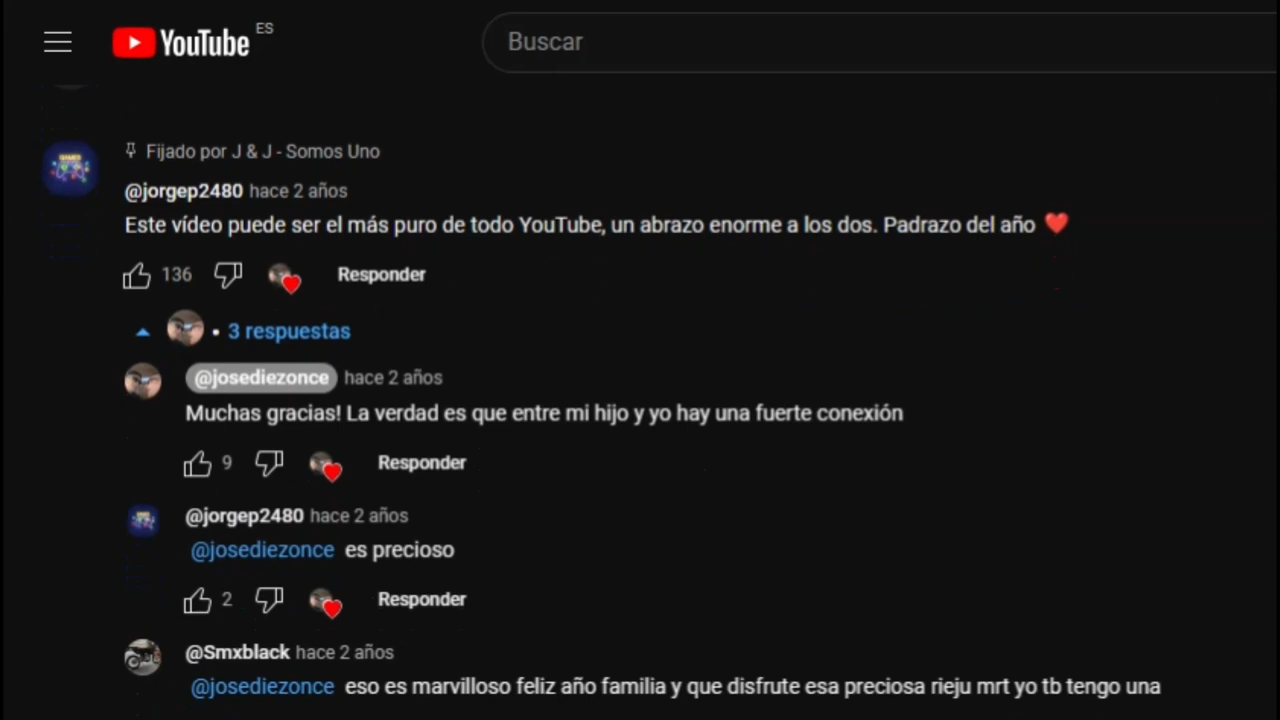 YouTube ES
Buscar
Fijado por J & J - Somos Uno
@jorgep2480 hace 2 años
Este vídeo puede ser el más puro de todo YouTube, un abrazo enorme a los dos. Padrazo del año ❤️
136 Responder
• 3 respuestas
@josediezonce hace 2 años
Muchas gracias! La verdad es que entre mi hijo y yo hay una fuerte conexión
9 Responder
@jorgep2480 hace 2 años
@josediezonce es precioso
2 Responder
@Smxblack hace 2 años
@josediezonce eso es marvilloso feliz año familia y que disfrute esa preciosa rieju mrt yo tb tengo una